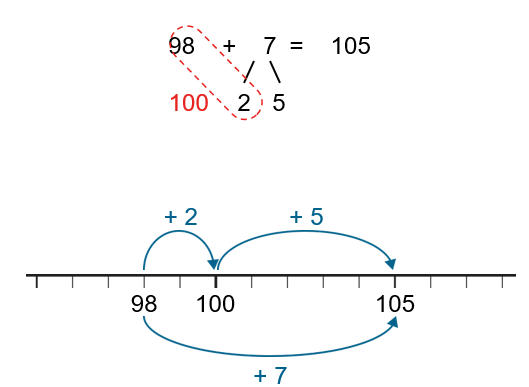 98 + 7 = 105
100 2 5
+ 2 + 5
98 100 105
+ 7